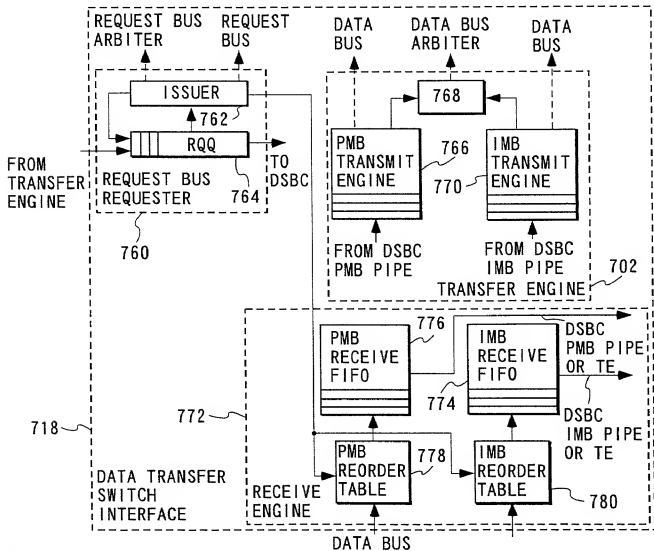 REQUEST BUS
ARBITER
REQUEST
BUS
DATA
BUS
DATA BUS
ARBITER
DATA
BUS
ISSUER
762
RQQ
764
FROM
TRANSFER
ENGINE
TO
DSBC
REQUEST BUS
REQUESTER
760
768
PMB
TRANSMIT
ENGINE
766
IMB
TRANSMIT
ENGINE
770
FROM DSBC
PMB PIPE
FROM DSBC
IMB PIPE
TRANSFER ENGINE
702
PMB
RECEIVE
FIFO
776
IMB
RECEIVE
FIFO
774
DSBC
PMB PIPE
OR TE
DSBC
IMB PIPE
OR TE
772
718
PMB
REORDER
TABLE
778
IMB
REORDER
TABLE
780
DATA TRANSFER
SWITCH
INTERFACE
RECEIVE
ENGINE
DATA BUS